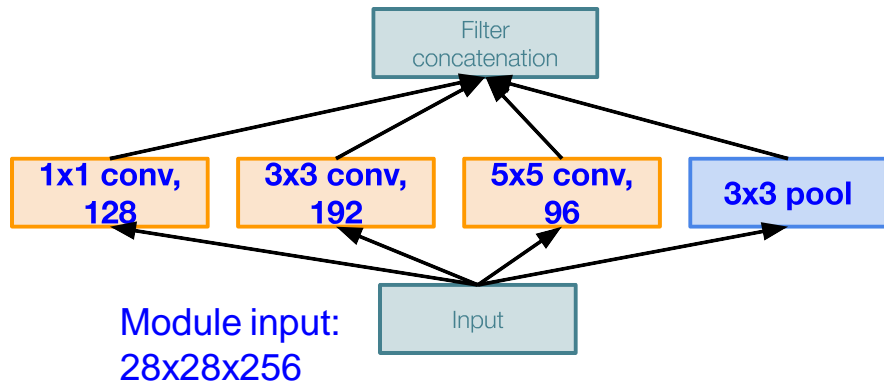 Filter
concatenation
1x1 conv,
128
3x3 conv,
192
5x5 conv,
96
3x3 pool
Input
Module input:
28x28x256